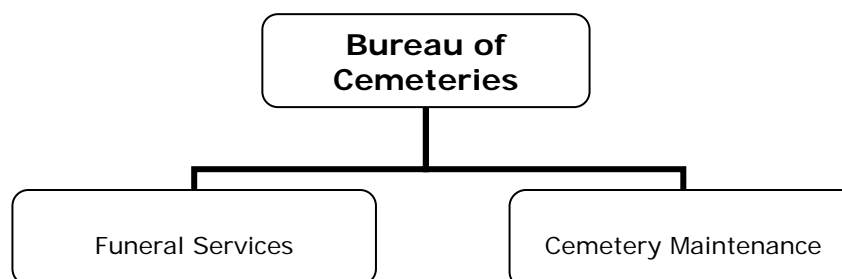 Bureau of
Cemeteries
Funeral Services
Cemetery Maintenance